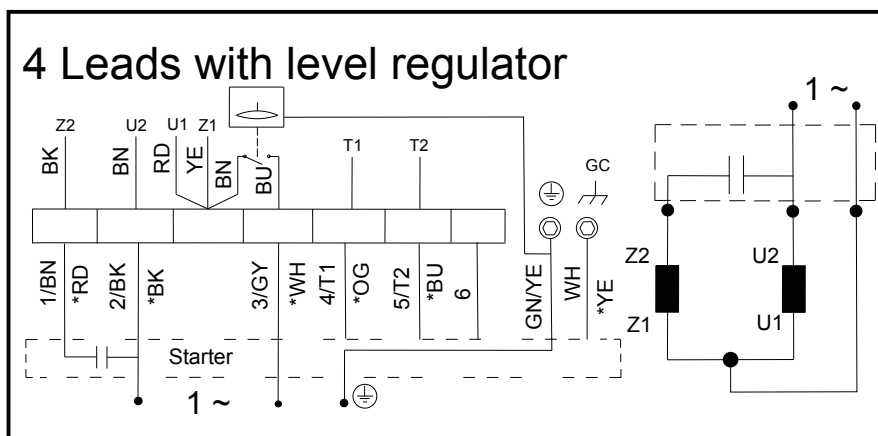 4 Leads with level regulator
1 ~
Z2
U2
U1
Z1
T1
T2
GC
BK
BN
RD
YE
BN
BU
1/BN
*RD
2/BK
*BK
3/GY
*WH
4/T1
*OG
5/T2
*BU
6
GN/YE
WH
*YE
Starter
1 ~
Z2
U2
Z1
U1